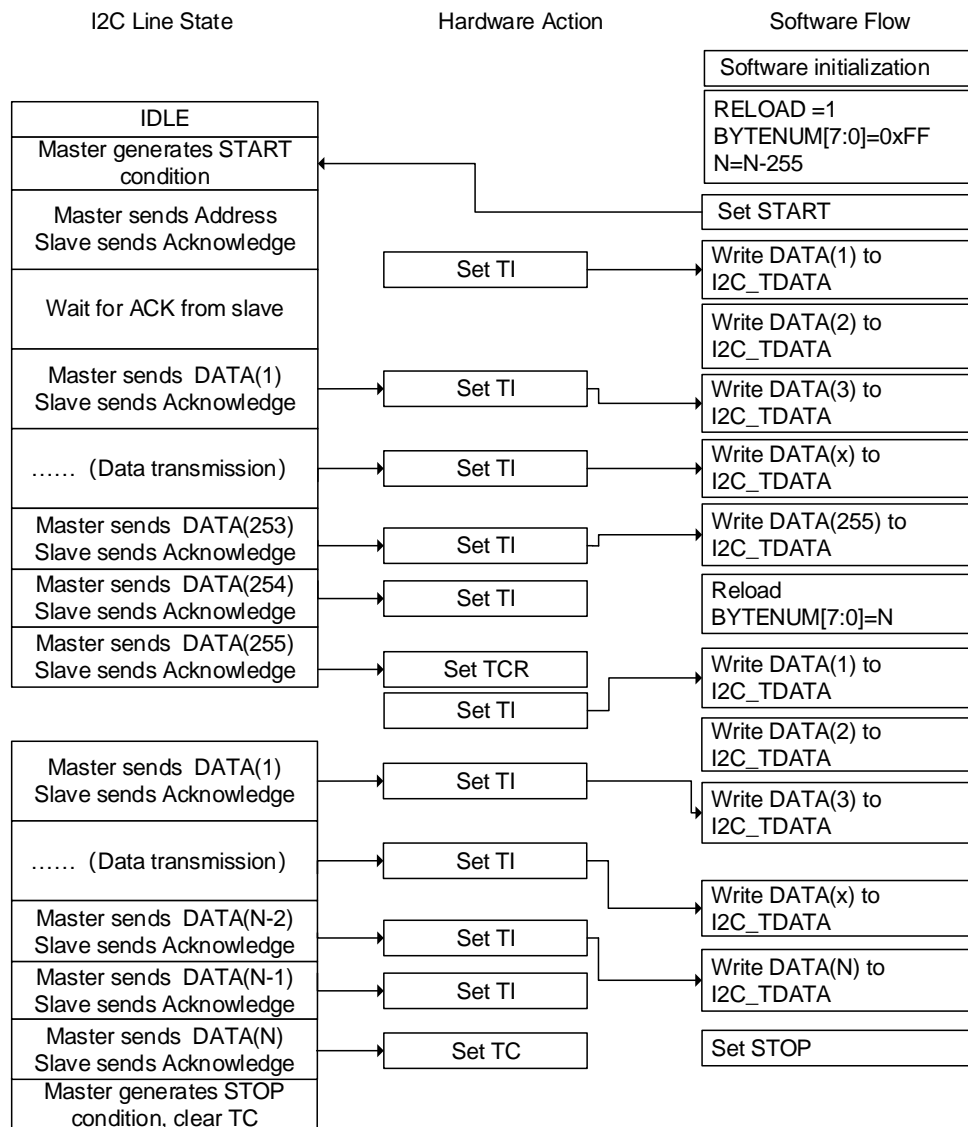 I2C Line State
Hardware Action
Software Flow
Software initialization
IDLE
RELOAD =1
BYTENUM[7:0]=0xFF
N=N-255
Master generates START
condition
Set START
Master sends Address
Slave sends Acknowledge
Set TI
Write DATA(1) to
I2C_TDATA
Wait for ACK from slave
Write DATA(2) to
I2C_TDATA
Master sends DATA(1)
Slave sends Acknowledge
Set TI
Write DATA(3) to
I2C_TDATA
...... (Data transmission)
Set TI
Write DATA(x) to
I2C_TDATA
Master sends DATA(253)
Slave sends Acknowledge
Set TI
Write DATA(255) to
I2C_TDATA
Master sends DATA(254)
Slave sends Acknowledge
Set TI
Reload
BYTENUM[7:0]=N
Master sends DATA(255)
Slave sends Acknowledge
Set TCR
Set TI
Write DATA(1) to
I2C_TDATA
Write DATA(2) to
I2C_TDATA
Master sends DATA(1)
Slave sends Acknowledge
Set TI
Write DATA(3) to
I2C_TDATA
...... (Data transmission)
Set TI
Write DATA(x) to
I2C_TDATA
Master sends DATA(N-2)
Slave sends Acknowledge
Set TI
Write DATA(N) to
I2C_TDATA
Master sends DATA(N-1)
Slave sends Acknowledge
Set TI
Master sends DATA(N)
Slave sends Acknowledge
Set TC
Set STOP
Master generates STOP
condition, clear TC